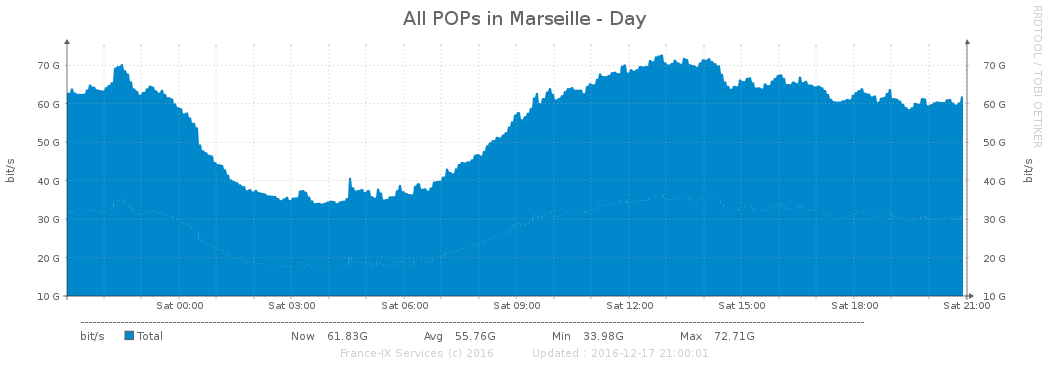 All POPs in Marseille - Day
RRDTOOL / TOBI OETIKER
bit/s
70 G
60 G
50 G
40 G
30 G
20 G
10 G
70 G
60 G
50 G
40 G
30 G
20 G
10 G
bit/s
Sat 00:00 Sat 03:00 Sat 06:00 Sat 09:00 Sat 12:00 Sat 15:00 Sat 18:00 Sat 21:00
bit/s Total Now 61.83G Avg 55.76G Min 33.98G Max 72.71G
France-IX Services (c) 2016 Updated : 2016-12-17 21:00:01